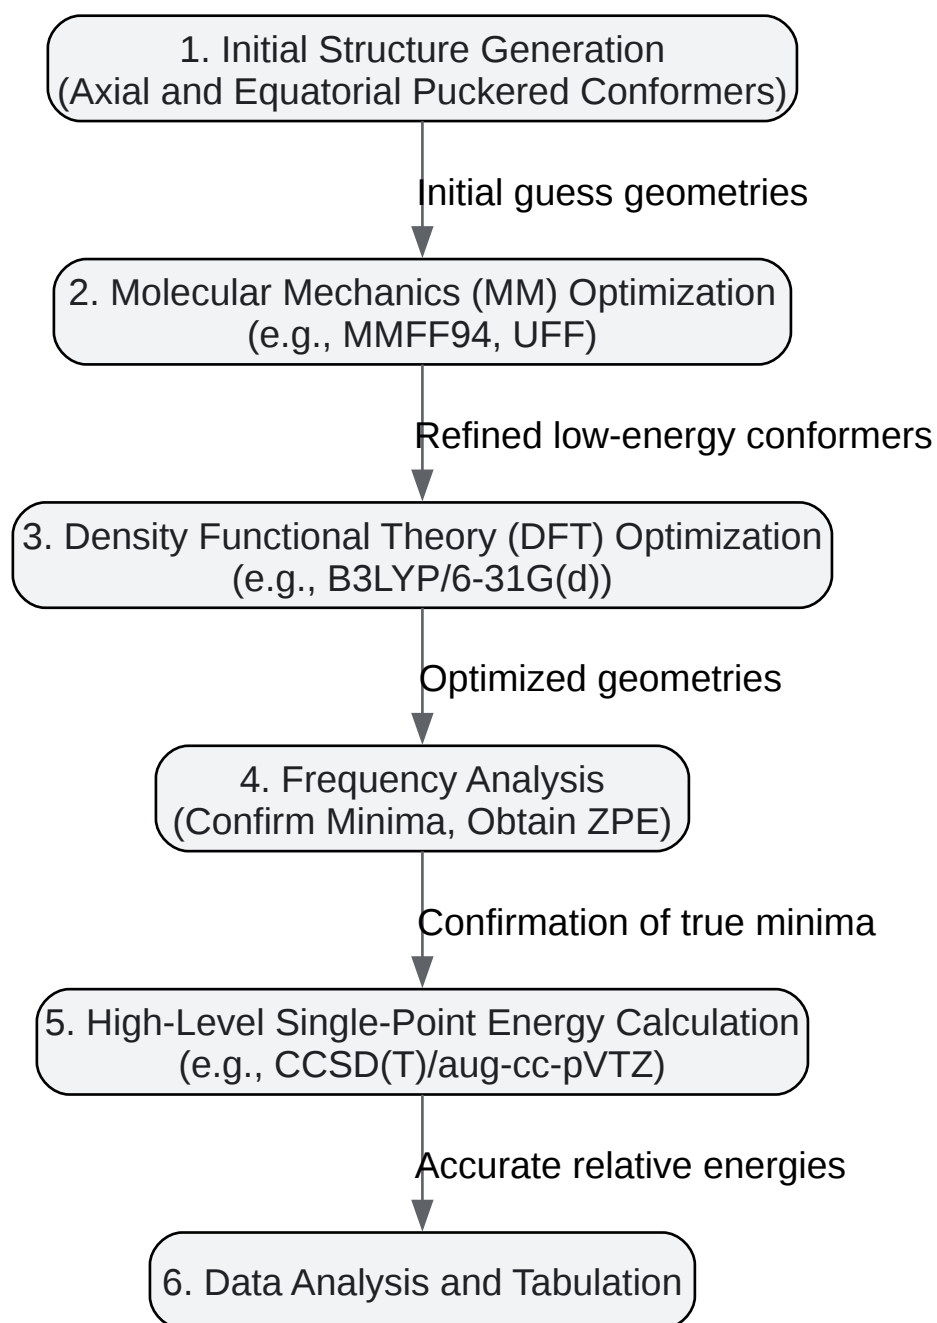 1. Initial Structure Generation
(Axial and Equatorial Puckered Conformers)
Initial guess geometries
2. Molecular Mechanics (MM) Optimization
(e.g., MMFF94, UFF)
Refined low-energy conformers
3. Density Functional Theory (DFT) Optimization
(e.g., B3LYP/6-31G(d))
Optimized geometries
4. Frequency Analysis
(Confirm Minima, Obtain ZPE)
Confirmation of true minima
5. High-Level Single-Point Energy Calculation
(e.g., CCSD(T)/aug-cc-pVTZ)
Accurate relative energies
6. Data Analysis and Tabulation